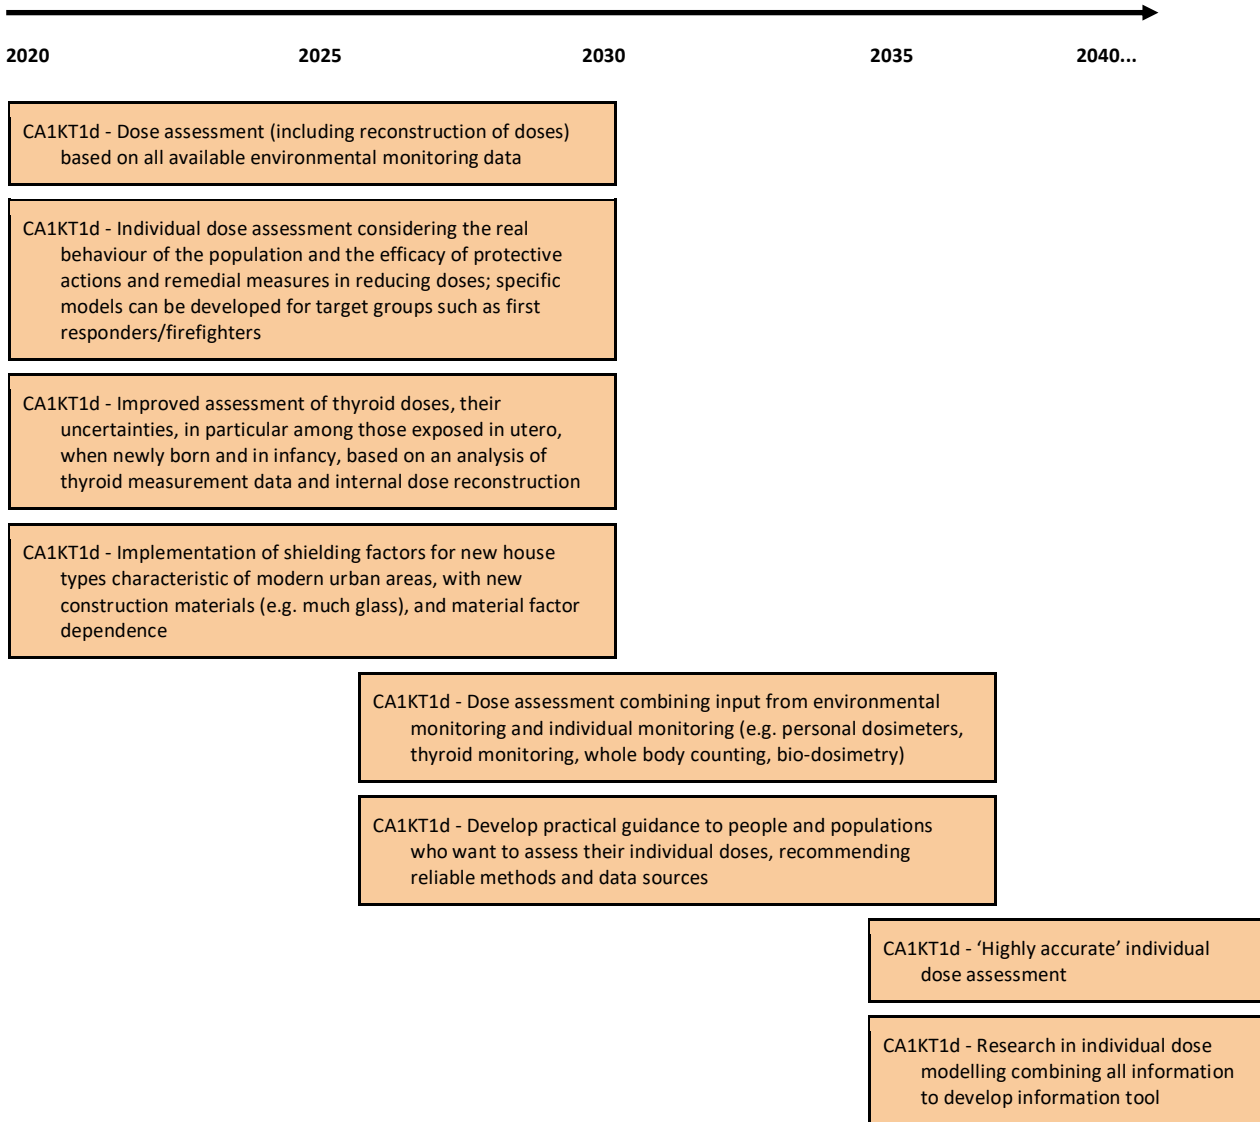 2020 2025 2030 2035 2040...
CA1KT1d - Dose assessment (including reconstruction of doses)
based on all available environmental monitoring data
CA1KT1d - Individual dose assessment considering the real
behaviour of the population and the efficacy of protective
actions and remedial measures in reducing doses; specific
models can be developed for target groups such as first
responders/firefighters
CA1KT1d - Improved assessment of thyroid doses, their
uncertainties, in particular among those exposed in utero,
when newly born and in infancy, based on an analysis of
thyroid measurement data and internal dose reconstruction
CA1KT1d - Implementation of shielding factors for new house
types characteristic of modern urban areas, with new
construction materials (e.g. much glass), and material factor
dependence
CA1KT1d - Dose assessment combining input from environmental
monitoring and individual monitoring (e.g. personal dosimeters,
thyroid monitoring, whole body counting, bio-dosimetry)
CA1KT1d - Develop practical guidance to people and populations
who want to assess their individual doses, recommending
reliable methods and data sources
CA1KT1d - ‘Highly accurate’ individual
dose assessment
CA1KT1d - Research in individual dose
modelling combining all information
to develop information tool